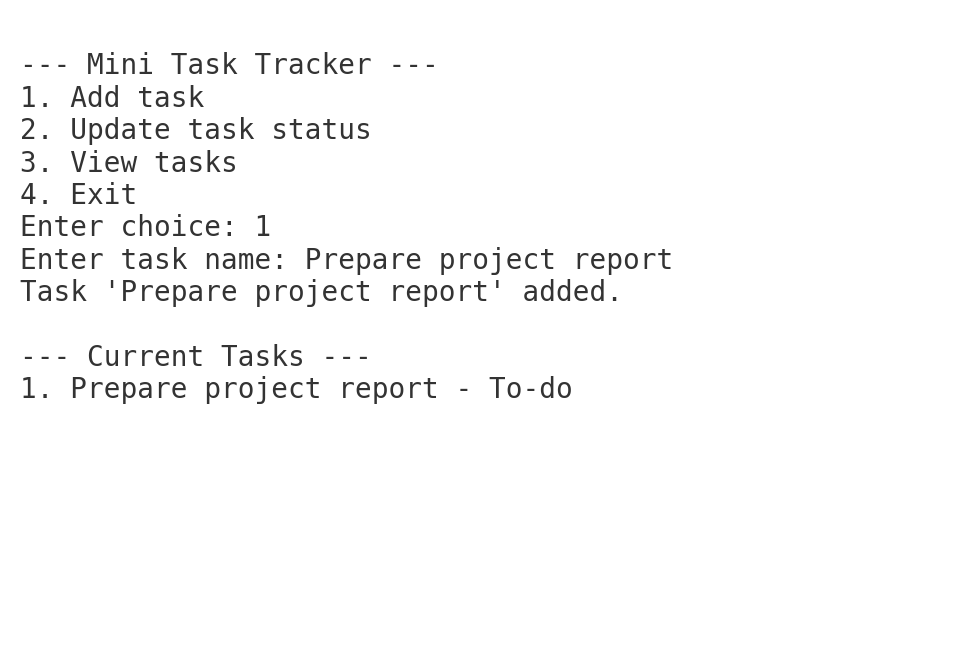 --- Mini Task Tracker ---
1. Add task
2. Update task status
3. View tasks
4. Exit
Enter choice: 1
Enter task name: Prepare project report
Task 'Prepare project report' added.

--- Current Tasks ---
1. Prepare project report - To-do